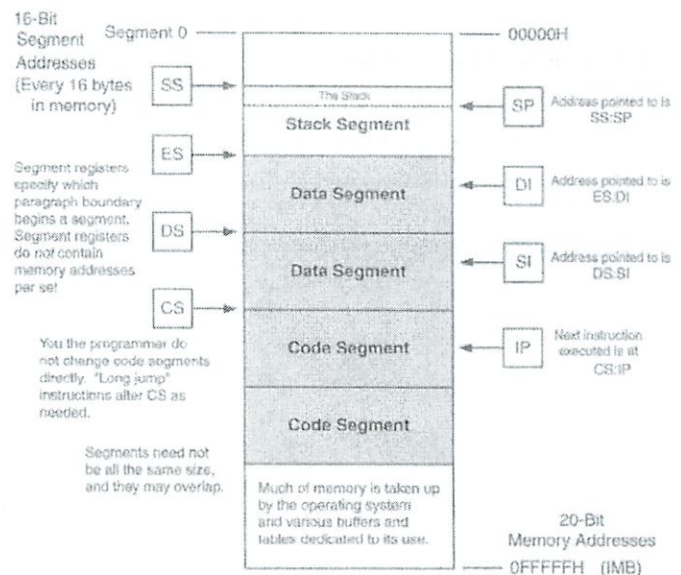 16-Bit
Segment
Addresses
(Every 16 bytes
in memory)
Segment 0
00000H
SS
The Stack
SP
Address pointed to is
SS:SP
Stack Segment
ES
Segment registers
specify which
paragraph boundary
begins a segment.
Segment registers
do not contain
memory addresses
per se!
Data Segment
DI
Address pointed to is
ES:DI
DS
Data Segment
SI
Address pointed to is
DS:SI
CS
You the programmer do
not change code segments
directly. "Long jump"
instructions alter CS as
needed.
Code Segment
IP
Next instruction
executed is at
CS:IP
Code Segment
Segments need not
be all the same size,
and they may overlap.
Much of memory is taken up
by the operating system
and various buffers and
tables dedicated to its use.
20-Bit
Memory Addresses
0FFFFFH (IMB)